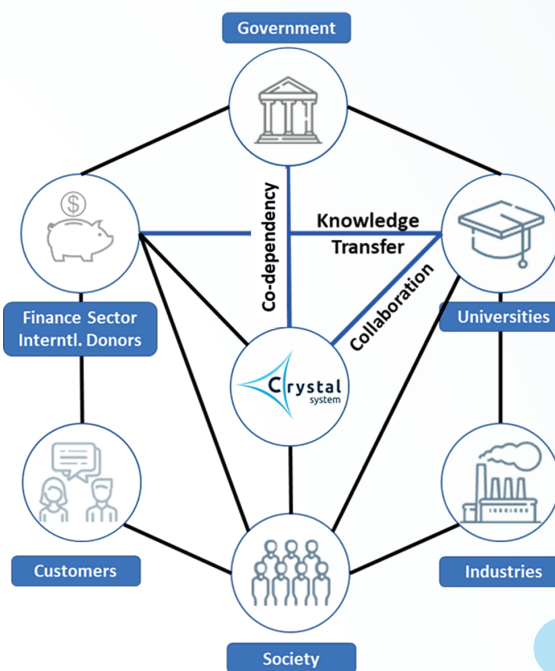 Government
$
Co-dependency
Knowledge
Transfer
Collaboration
Finance Sector
Interntl. Donors
Universities
Crystal
system
Customers
Industries
Society